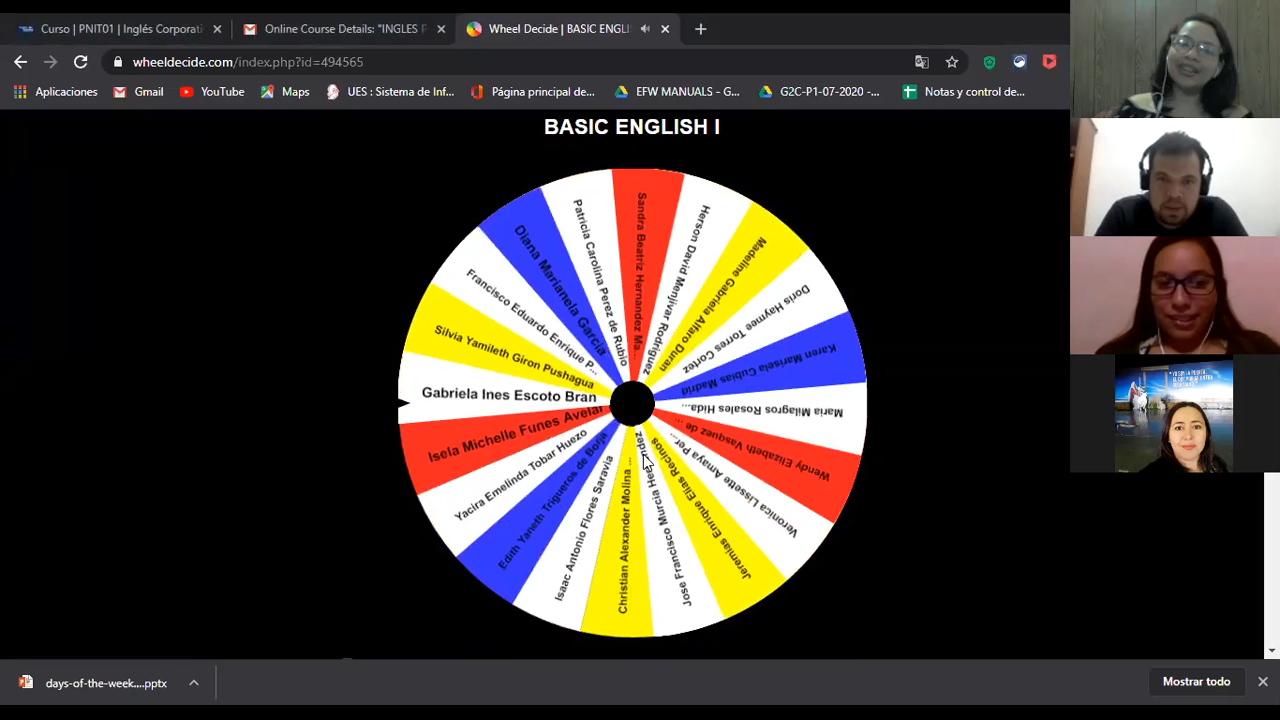 Curso | PNIT01 | Inglés Corporati
Online Course Details: "INGLES F
Wheel Decide | BASIC ENGLI
wheeldecide.com/index.php?id=494565
Aplicaciones
Gmail
YouTube
Maps
UES : Sistema de Inf...
Página principal de...
EFW MANUALS - G...
G2C-P1-07-2020 -...
Notas y control de...
BASIC ENGLISH I
Sandra Beatriz Hernandez Ma...
Herson David Menjivar Rodriguez
Madeline Gabriela Alfaro Duran
Doris Haymee Torres Cortez
Karen Marisela Cubias Madrid
Maria Milagros Rosales Hida...
Wendy Elizabeth Vasquez de ...
Veronica Lissette Amaya Per...
Jeremias Enrique Elias Recinos
Jose Francisco Murcia
Christian Alexander Molina ...
Isaac Antonio Flores Saravia
Edith Yaneth Trigueros de Borja
Yacira Emelinda Tobar Huezo
Isela Michelle Funes Avelar
Gabriela Ines Escoto Bran
Silvia Yamileth Giron Pushagua
Francisco Eduardo Enrique P...
Diana Marianela Garcia
Patricia Carolina Perez de Rubio
days-of-the-week....pptx
Mostrar todo